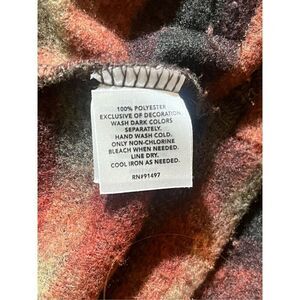 100% POLYESTER
EXCLUSIVE OF DECORATION
WASH DARK COLORS
SEPARATELY.
HAND WASH COLD.
ONLY NON-CHLORINE
BLEACH WHEN NEEDED.
LINE DRY.
COOL IRON AS NEEDED.
RN#91497